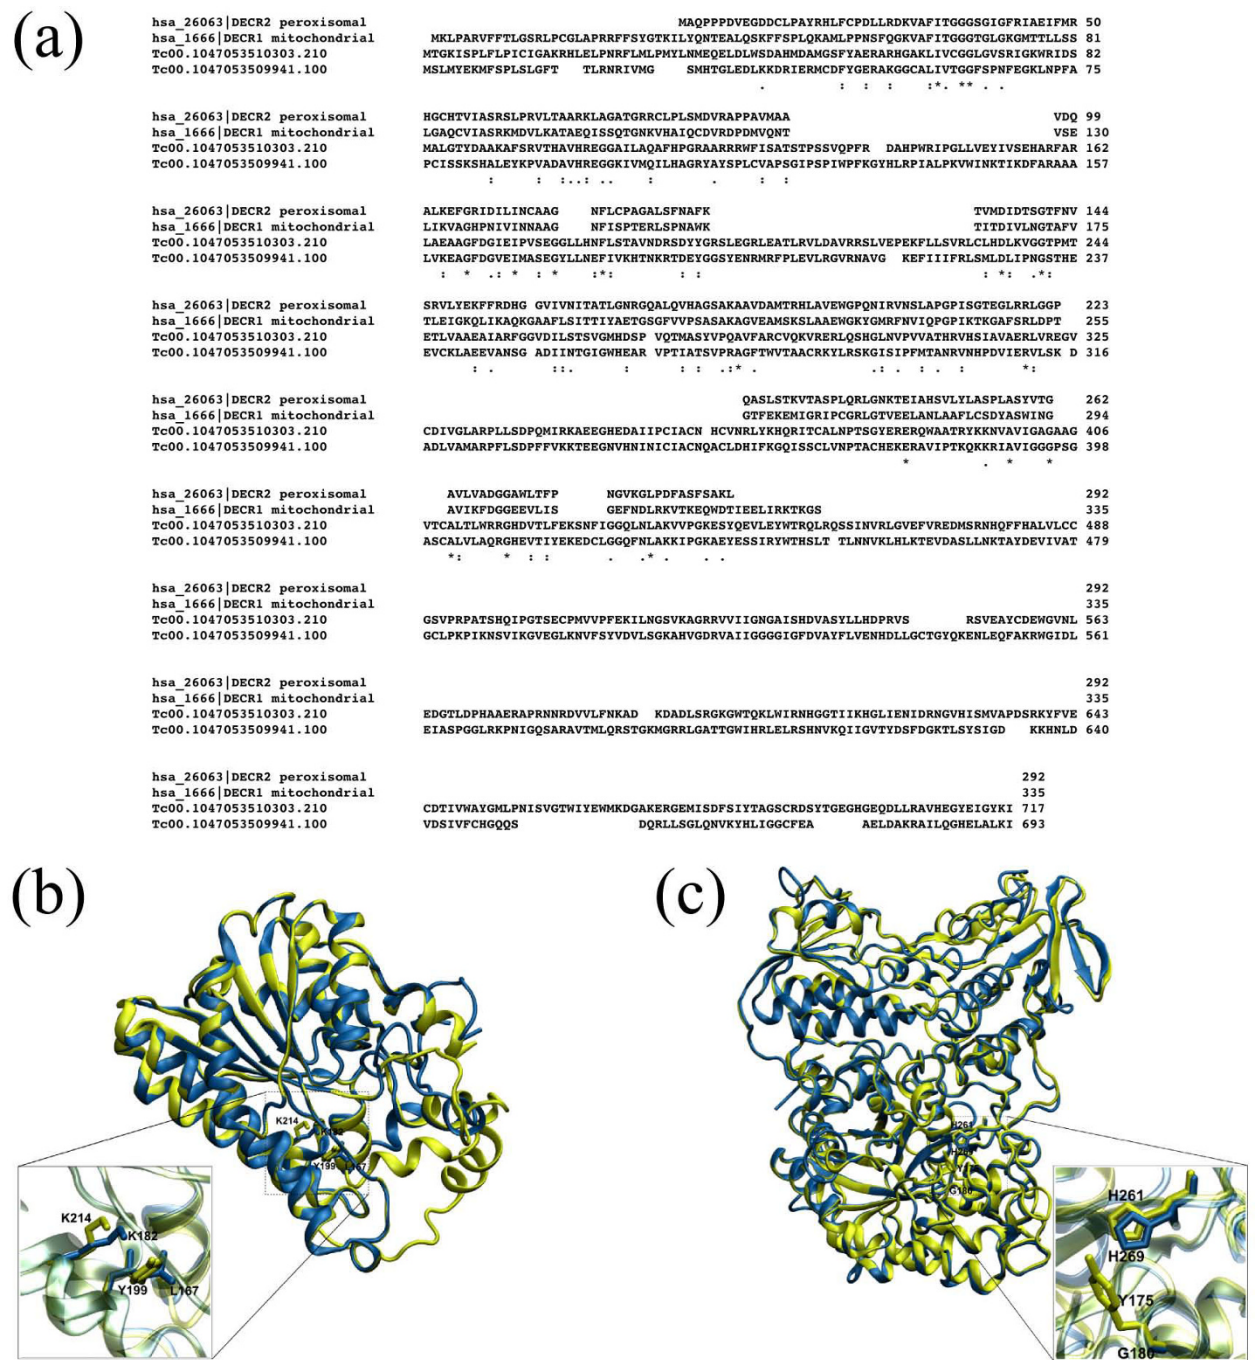 (a)
hsa_26063|DECR2 peroxisomal MAQPPPDVEGDDCLPAYRHLFCPDLLRDKVAFITGGGSGIGFRIAEIFMR 50
hsa_1666|DECR1 mitochondrial MKLPARVFFTLGSRLPCGLAPRRFFSYGTKILYQNTEALQSKFFSPLQKAMLPPNSFQGKVAFITGGGTGLGKGMTTLLSS 81
Tc00.1047053510303.210 MTGKISPLFLPICIGAKRHLELPNRFLMLPMYLNMEQELDLWSDAHMDAMGSFYAERARHGAKLIVCGGLGVSRIGKWRIDS 82
Tc00.1047053509941.100 MSLMYEKMFSPLSLGFT TLRNRIVMG SMHTGLEDLKKDRIERMCDFYGERAKGGCALIVTGGFSPNFEGKLNPFA 75
. : : : :*. ** . .
hsa_26063|DECR2 peroxisomal HGCHTVIASRSLPRVLTAARKLAGATGRRCLPLSMDVRAPPAVMAA VDQ 99
hsa_1666|DECR1 mitochondrial LGAQCVIASRKMDVLKATAEQISSQTGNKVHAIQCDVRDPDMVQNT VSE 130
Tc00.1047053510303.210 MALGTYDAAKAFSRVTHAVHREGGAILAQAFHPGRAARRRWFISATSTPSSVQPFR DAHPWRIPGLLVEYIVSEHARFAR 162
Tc00.1047053509941.100 PCISSKSHALEYKPVADAVHREGGKIVMQILHAGRYAYSPLCVAPSGIPSPIWPFKGYHLRPIALPKVWINKTIKDFARAAA 157
: : :..: .. : . : :
hsa_26063|DECR2 peroxisomal ALKEFGRIDILINCAAG NFLCPAGALSFNAFK TVMDIDTSGTFNV 144
hsa_1666|DECR1 mitochondrial LIKVAGHPNIVINNAAG NFISPTERLSPNAWK TITDIVLNGTAFV 175
Tc00.1047053510303.210 LAEAAGFDGIEIPVSEGGLLHNFLSTAVNDRSDYYGRSLEGRLEATLRVLDAVRRSLVEPEKFLLSVRLCLHDLKVGGTPMT 244
Tc00.1047053509941.100 LVKEAGFDGVEIMASEGYLLNEFIVKHTNKRTDEYGGSYENRMRFPLEVLRGVRNAVG KEFIIIFRLSMLDLIPNGSTHE 237
: * .: * : * :*: : : : *: .*:
hsa_26063|DECR2 peroxisomal SRVLYEKFFRDHG GVIVNITATLGNRGQALQVHAGSAKAAVDAMTRHLAVEWGPQNIRVNSLAPGPISGTEGLRRLGGP 223
hsa_1666|DECR1 mitochondrial TLEIGKQLIKAQKGAAFLSITTIYAETGSGFVVPSASAKAGVEAMSKSLAAEWGKYGMRFNVIQPGPIKTKGAFSRLDPT 255
Tc00.1047053510303.210 ETLVAAEAIARFGGVDILSTSVGMHDSP VQTMASYVPQAVFARCVQKVRERLQSHGLNVPVVATHRVHSIAVAERLVREGV 325
Tc00.1047053509941.100 EVCKLAEEVANSG ADIINTGIGWHEAR VPTIATSVPRAGFTWVTAACRKYLRSKGISIPFMTANRVNHPDVIERVLSK D 316
: . ::. : : : .:* . .: . : : *:
hsa_26063|DECR2 peroxisomal QASLSTKVTASPLQRLGNKTEIAHSVLYLASPLASYVTG 262
hsa_1666|DECR1 mitochondrial GTFEKEMIGRIPCGRLGTVEELANLAAFLCSDYASWING 294
Tc00.1047053510303.210 CDIVGLARPLLSDPQMIRKAEEGHEDAIIPCIACN HCVNRLYKHQRITCALNPTSGYERERQWAATRYKKNVAVIGAGAAG 406
Tc00.1047053509941.100 ADLVAMARPFLSDPFFVKKTEEGNVHNINICIACNQACLDHIFKGQISSCLVNPTACHEKERAVIPTKQKKRIAVIGGGPSG 398
* . * *
hsa_26063|DECR2 peroxisomal AVLVADGGAWLTFP NGVKGLPDFASFSAKL 292
hsa_1666|DECR1 mitochondrial AVIKFDGGEEVLIS GEFNDLRKVTKEQWDTIEELIRKTKGS 335
Tc00.1047053510303.210 VTCALTLWRRGHDVTLFEKSNFIGGQLNLAKVVPGKESYQEVLEYWTRQLRQSSINVRLGVEFVREDMSRNHQFFHALVLCC 488
Tc00.1047053509941.100 ASCALVLAQRGHEVTIYEKEDCLGGQFNLAKKIPGKAEYESSIRYWTHSLT TLNNVKLHLKTEVDASLLNKTAYDEVIVAT 479
*: * : : . .* . . .
hsa_26063|DECR2 peroxisomal 292
hsa_1666|DECR1 mitochondrial 335
Tc00.1047053510303.210 GSVPRPATSHQIPGTSECPMVVPFEKILNGSVKAGRRVVIIGNGAISHDVASYLLHDPRVS RSVEAYCDEWGVNL 563
Tc00.1047053509941.100 GCLPKPIKNSVIKGVEGLKNVFSYVDVLSGKAHVGDRVAIIGGGGIGFDVAYFLVENHDLLGCTGYQKENLEQFAKRWGIDL 561
hsa_26063|DECR2 peroxisomal 292
hsa_1666|DECR1 mitochondrial 335
Tc00.1047053510303.210 EDGTLDPHAAERAPRNNRDVVLFNKAD KDADLSRGKGWTQKLWIRNHGGTIIKHGLIENIDRNGVHISMVAPDSRKYFVE 643
Tc00.1047053509941.100 EIASPGGLRKPNIGQSARAVTMLQRSTGKMGRRLGATTGWIHRLELRSHNVKQIIGVTYDSFDGKTLSYSIGD KKHNLD 640
hsa_26063|DECR2 peroxisomal 292
hsa_1666|DECR1 mitochondrial 335
Tc00.1047053510303.210 CDTIVWAYGMLPNISVGTWIYEWMKDGAKERGEMISDFSIYTAGSCRDSYTGEGHGEQDLLRAVHEGYEIGYKI 717
Tc00.1047053509941.100 VDSIVFCHGQQS DQRLLSGLQNVKYHLIGGCFEA AELDAKRAILQGHELALKI 693
(b)
K214
K182
Y199
L167
K214
K182
Y199
L167
(c)
H261
H269
Y175
G180
H261
H269
Y175
G180